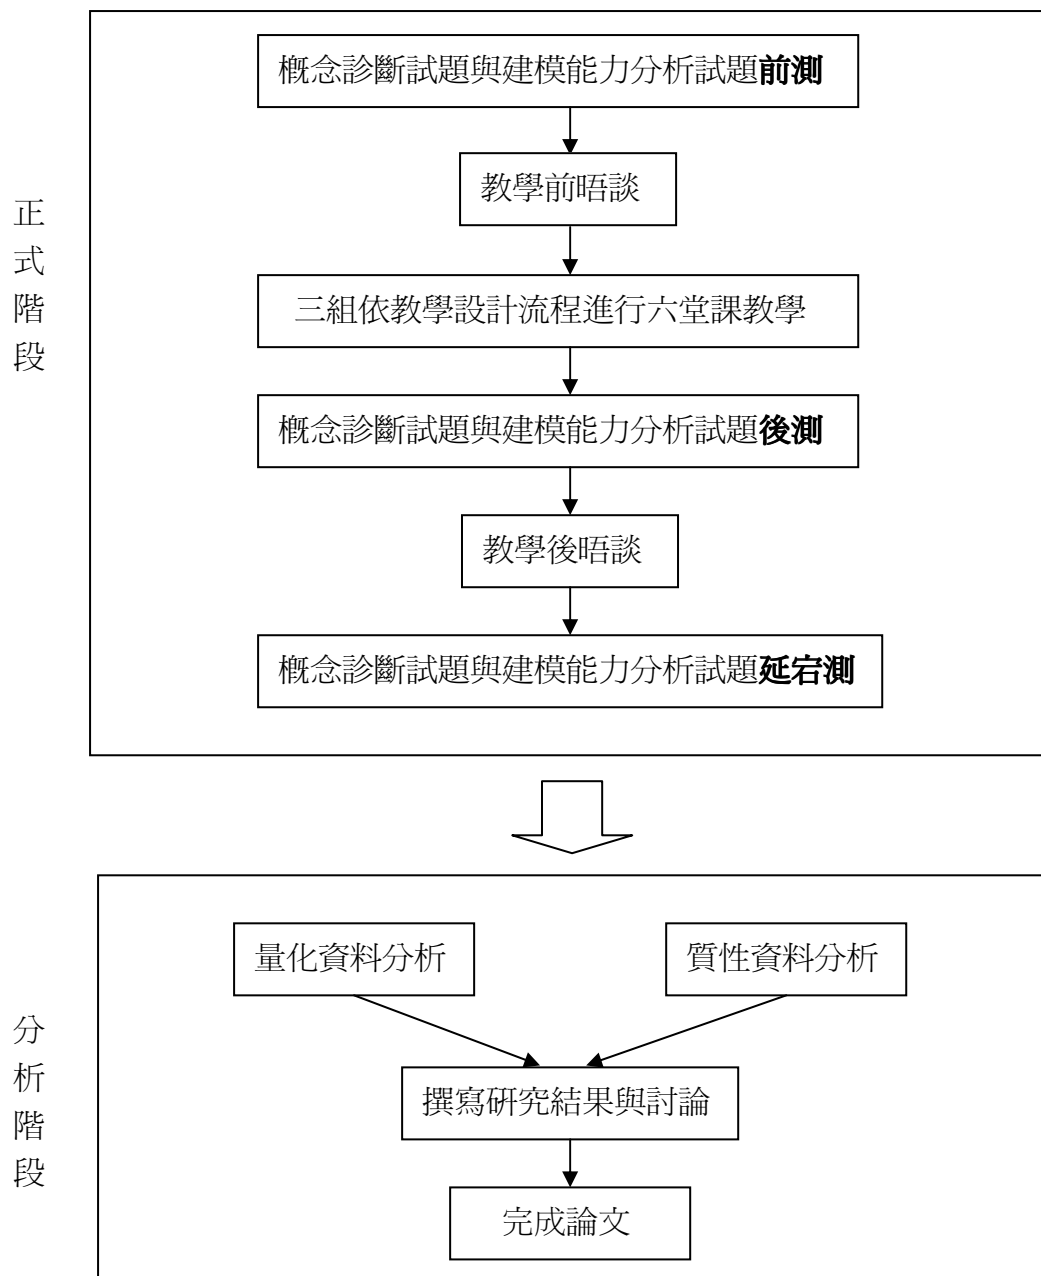 正式階段
概念診斷試題與建模能力分析試題前測
教學前晤談
三組依教學設計流程進行六堂課教學
概念診斷試題與建模能力分析試題後測
教學後晤談
概念診斷試題與建模能力分析試題延宕測
分析階段
量化資料分析
質性資料分析
撰寫研究結果與討論
完成論文